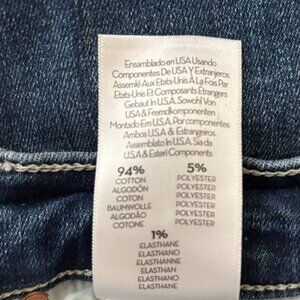 Ensamblado en USA Usando
Componentes De USA Y Extranjeros
Assemlé Aux Etats-Unis À La Fois Par
Etats-Unis Et Composants Etrangers
Gebaut In U.S.A. Sowohl Von
USA & Fremdkomponenten
Montado Em U.S.A. Por Componentes
Ambos U.S.A & Estrangeiros
Assemblato In U.S.A. Sia da
U.S.A & Esteri Components
94% 5%
COTTON POLYESTER
ALGODÓN POLYESTER
COTON POLYESTER
BAUMWOLLE POLYESTER
ALGODÃO POLYESTER
COTONE POLYESTER
1%
ELASTHANE
ELASTHANO
ELASTHANNE
ELASTHAN
ELASTHANO
ELASTHANE